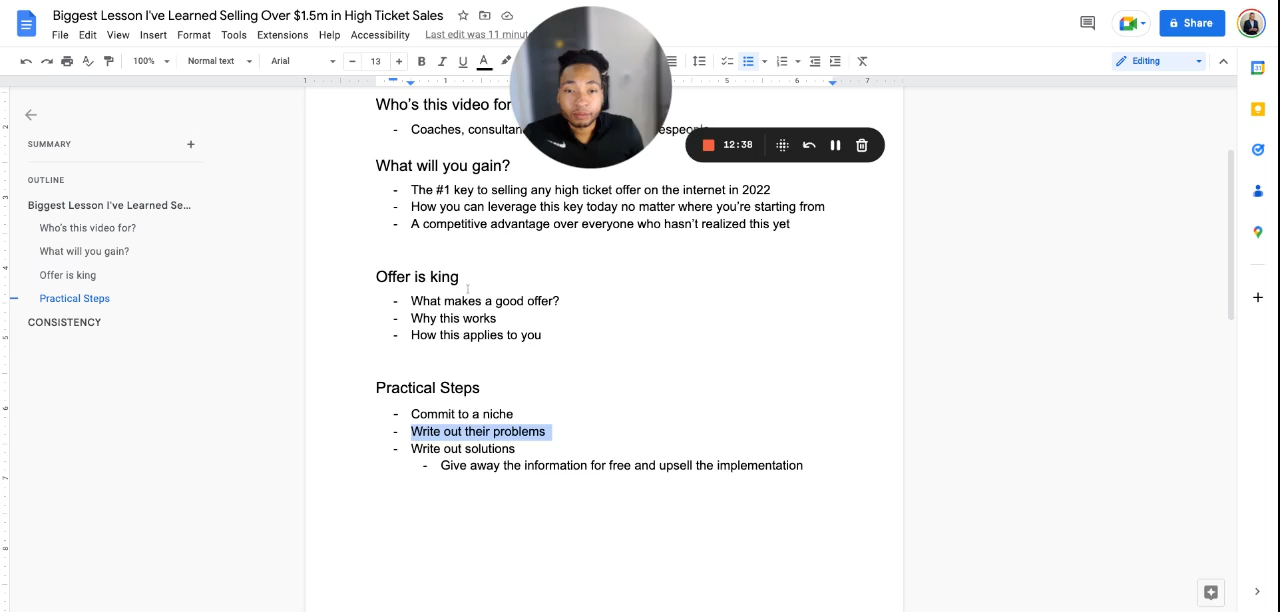 Biggest Lesson I've Learned Selling Over $1.5m in High Ticket Sales
File Edit View Insert Format Tools Extensions Help Accessibility Last edit was 11
Share
100% Normal text Arial 13 B I U A
Editing
SUMMARY
OUTLINE
Biggest Lesson I've Learned Se...
Who's this video for?
What will you gain?
Offer is king
Practical Steps
CONSISTENCY
12:38
Who's this video for
- Coaches,
What will you gain?
- The #1 key to selling any high ticket offer on the internet in 2022
- How you can leverage this key today no matter where you're starting from
- A competitive advantage over everyone who hasn't realized this yet
Offer is king
- What makes a good offer?
- Why this works
- How this applies to you
Practical Steps
- Commit to a niche
- Write out their problems
- Write out solutions
- Give away the information for free and upsell the implementation